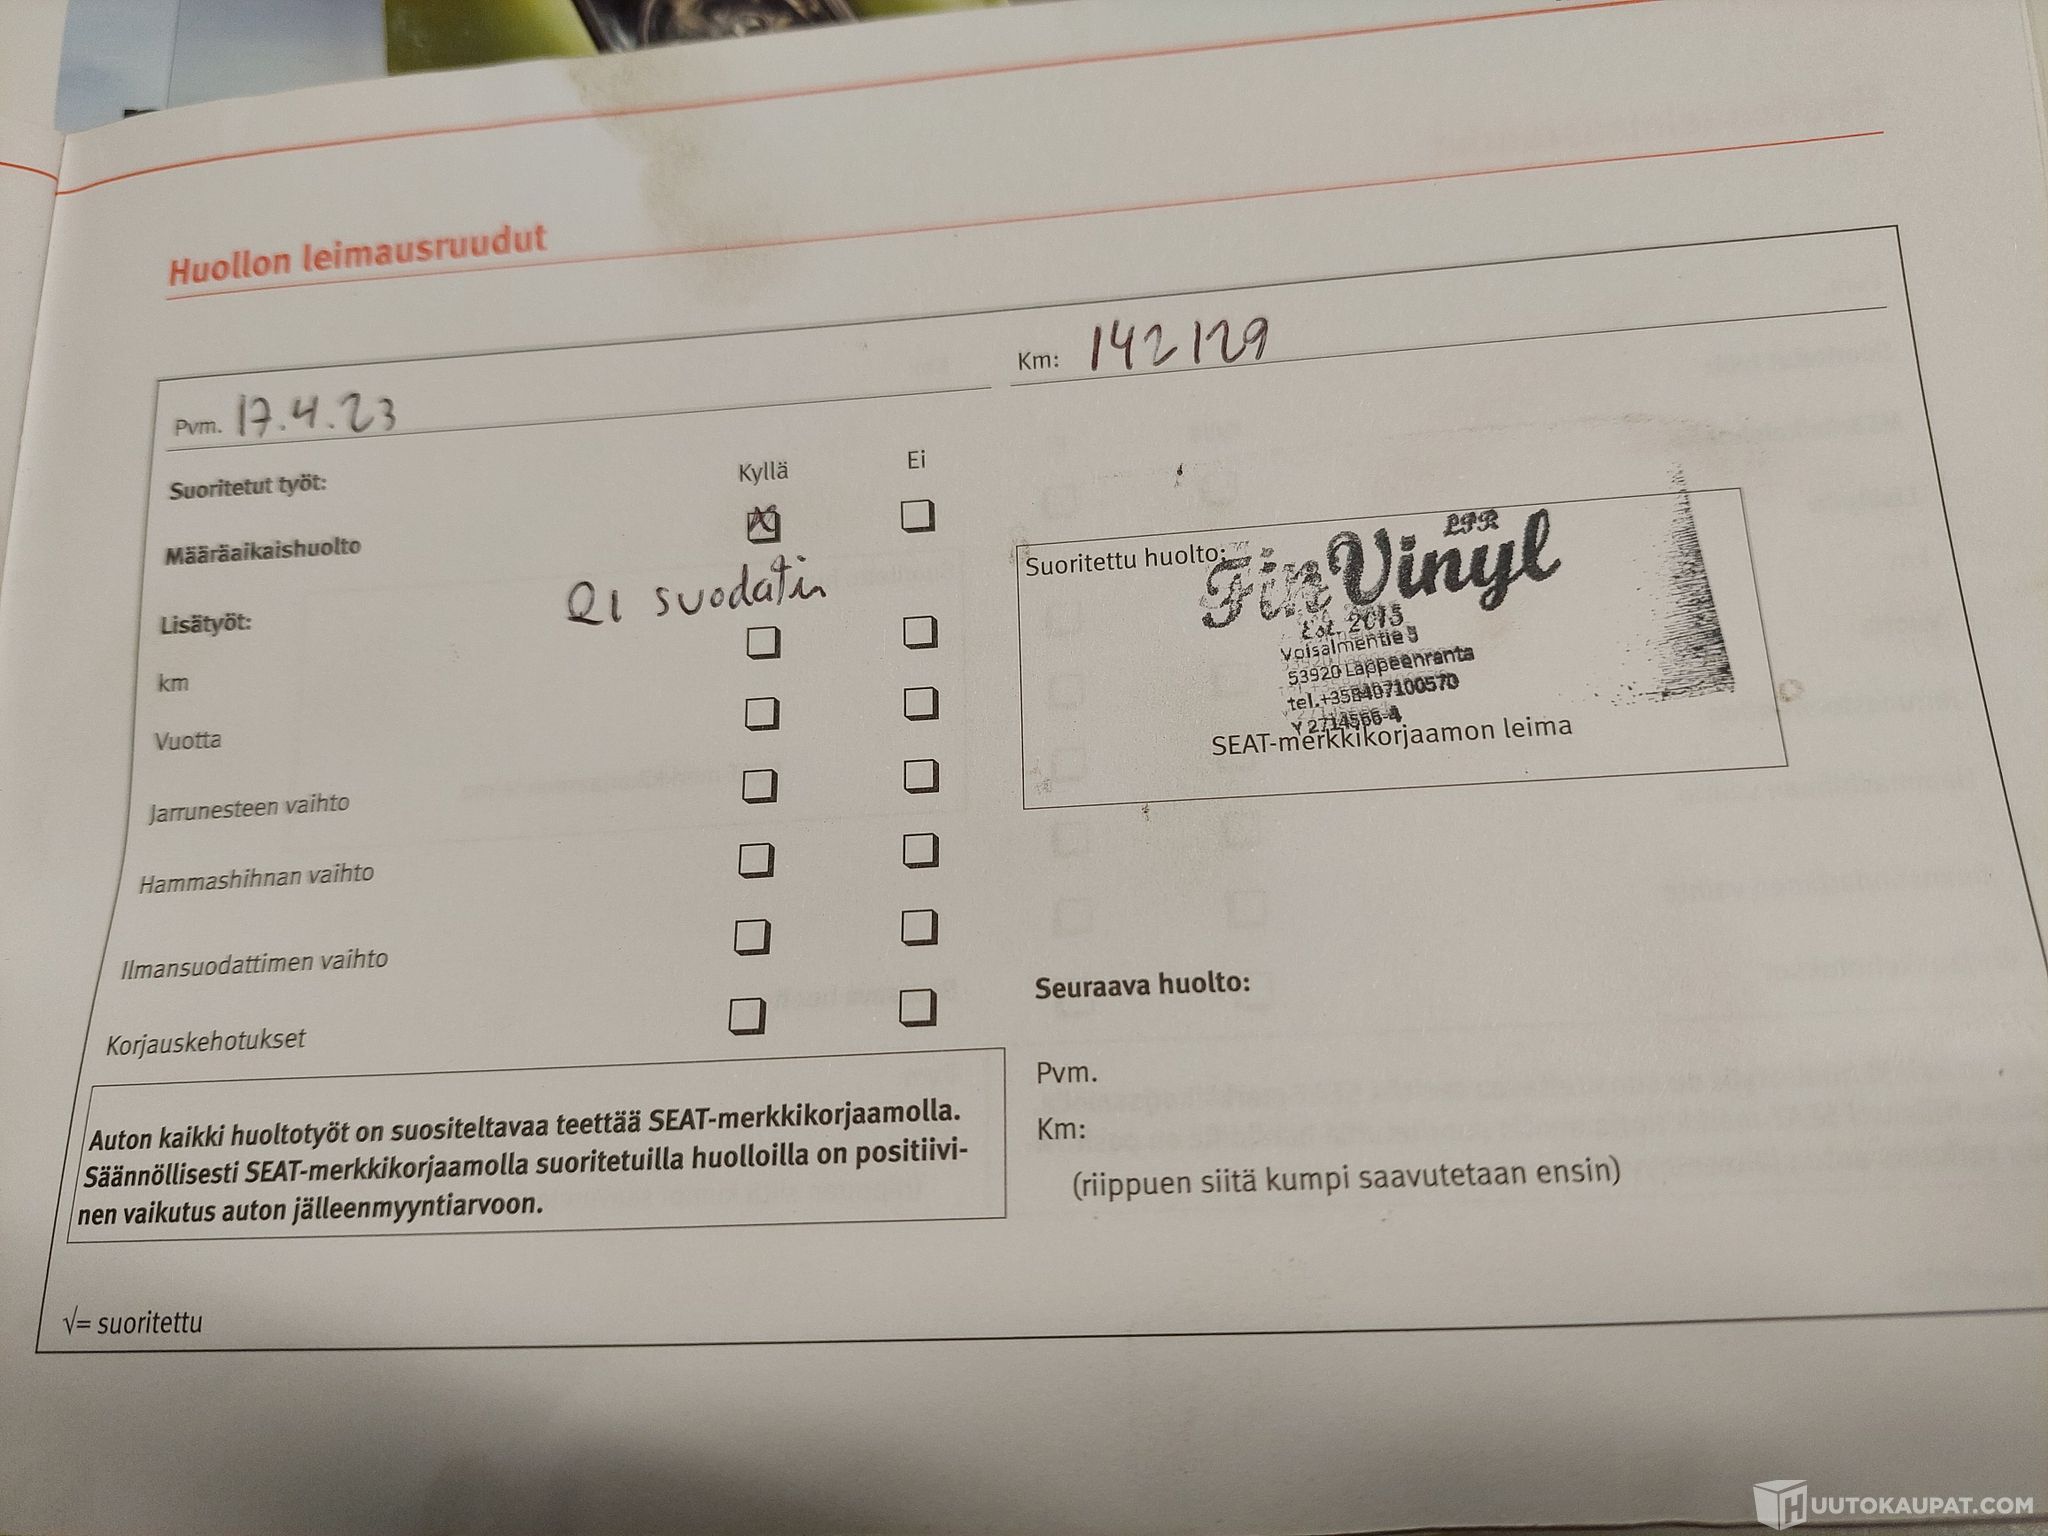 Huollon leimausruudut
Pvm. 17.4.23
Km: 142129
Suoritetut työt:
Kyllä
Ei
Määräaikaishuolto
suodatin
Lisätyöt:
km
Vuotta
Jarrunesteen vaihto
Hammashihnan vaihto
Ilmansuodattimen vaihto
Korjauskehotukset
Auton kaikki huoltotyöt on suositeltavaa teettää SEAT-merkkikorjaamolla.
Säännöllisesti SEAT-merkkikorjaamolla suoritetuilla huolloilla on positiivi-
nen vaikutus auton jälleenmyyntiarvoon.
√= suoritettu
Suoritettu huolto:
LPR
FinVinyl
Est. 2015
Voisalmentie 5
53920 Lappeenranta
tel.+358407100570
Y 2714566-4
SEAT-merkkikorjaamon leima
Seuraava huolto:
Pvm.
Km:
(riippuen siitä kumpi saavutetaan ensin)
HUUTOKAUPAT.COM